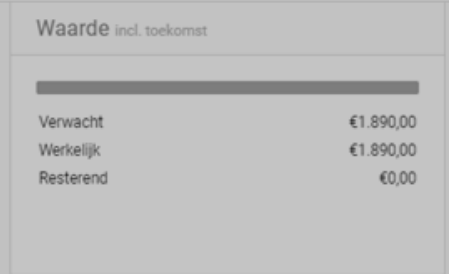 Waarde incl. toekomst
Verwacht €1.890,00
Werkelijk €1.890,00
Resterend €0,00